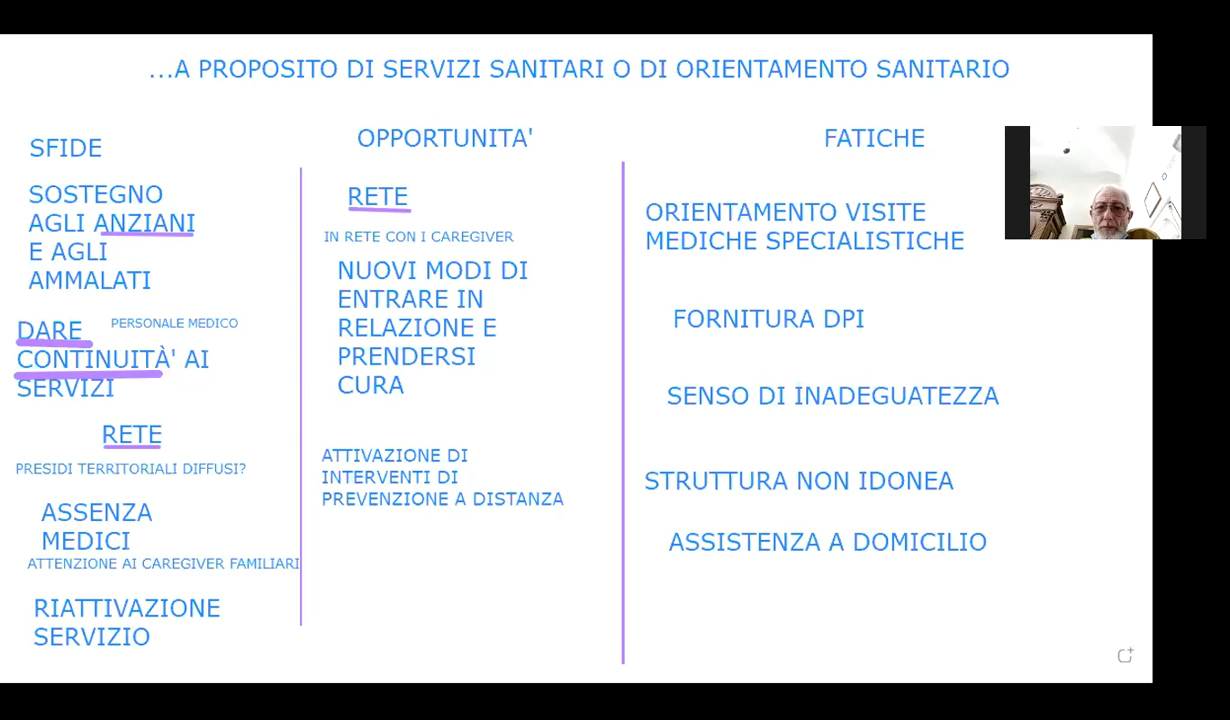 ...A PROPOSITO DI SERVIZI SANITARI O DI ORIENTAMENTO SANITARIO
SFIDE
SOSTEGNO
AGLI ANZIANI
E AGLI
AMMALATI
DARE
PERSONALE MEDICO
CONTINUITÀ' AI
SERVIZI
RETE
PRESIDI TERRITORIALI DIFFUSI?
ASSENZA
MEDICI
ATTENZIONE AI CAREGIVER FAMILIARI
RIATTIVAZIONE
SERVIZIO
OPPORTUNITA'
RETE
IN RETE CON I CAREGIVER
NUOVI MODI DI
ENTRARE IN
RELAZIONE E
PRENDERSI
CURA
ATTIVAZIONE DI
INTERVENTI DI
PREVENZIONE A DISTANZA
FATICHE
ORIENTAMENTO VISITE
MEDICHE SPECIALISTICHE
FORNITURA DPI
SENSO DI INADEGUATEZZA
STRUTTURA NON IDONEA
ASSISTENZA A DOMICILIO